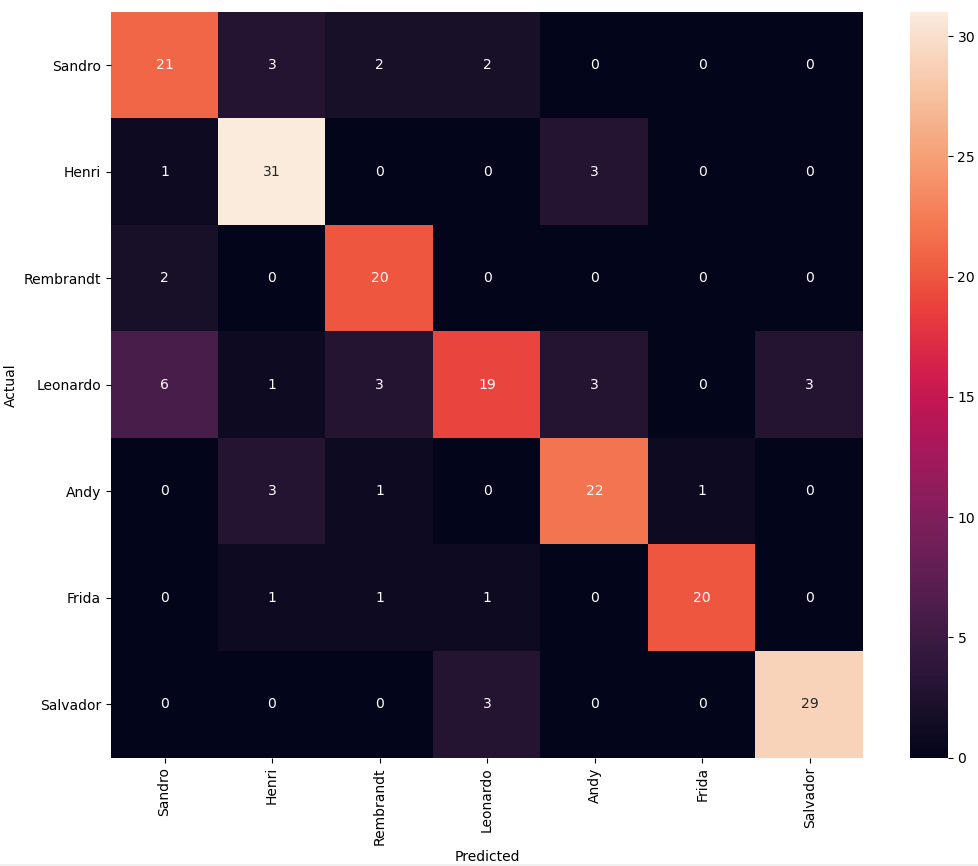 Sandro 21 3 2 2 0 0 0
Henri 1 31 0 0 3 0 0
Rembrandt 2 0 20 0 0 0 0
Leonardo 6 1 3 19 3 0 3
Andy 0 3 1 0 22 1 0
Frida 0 1 1 1 0 20 0
Salvador 0 0 0 3 0 0 29
Actual
Sandro Henri Rembrandt Leonardo Andy Frida Salvador
Predicted
30
25
20
15
10
5
0